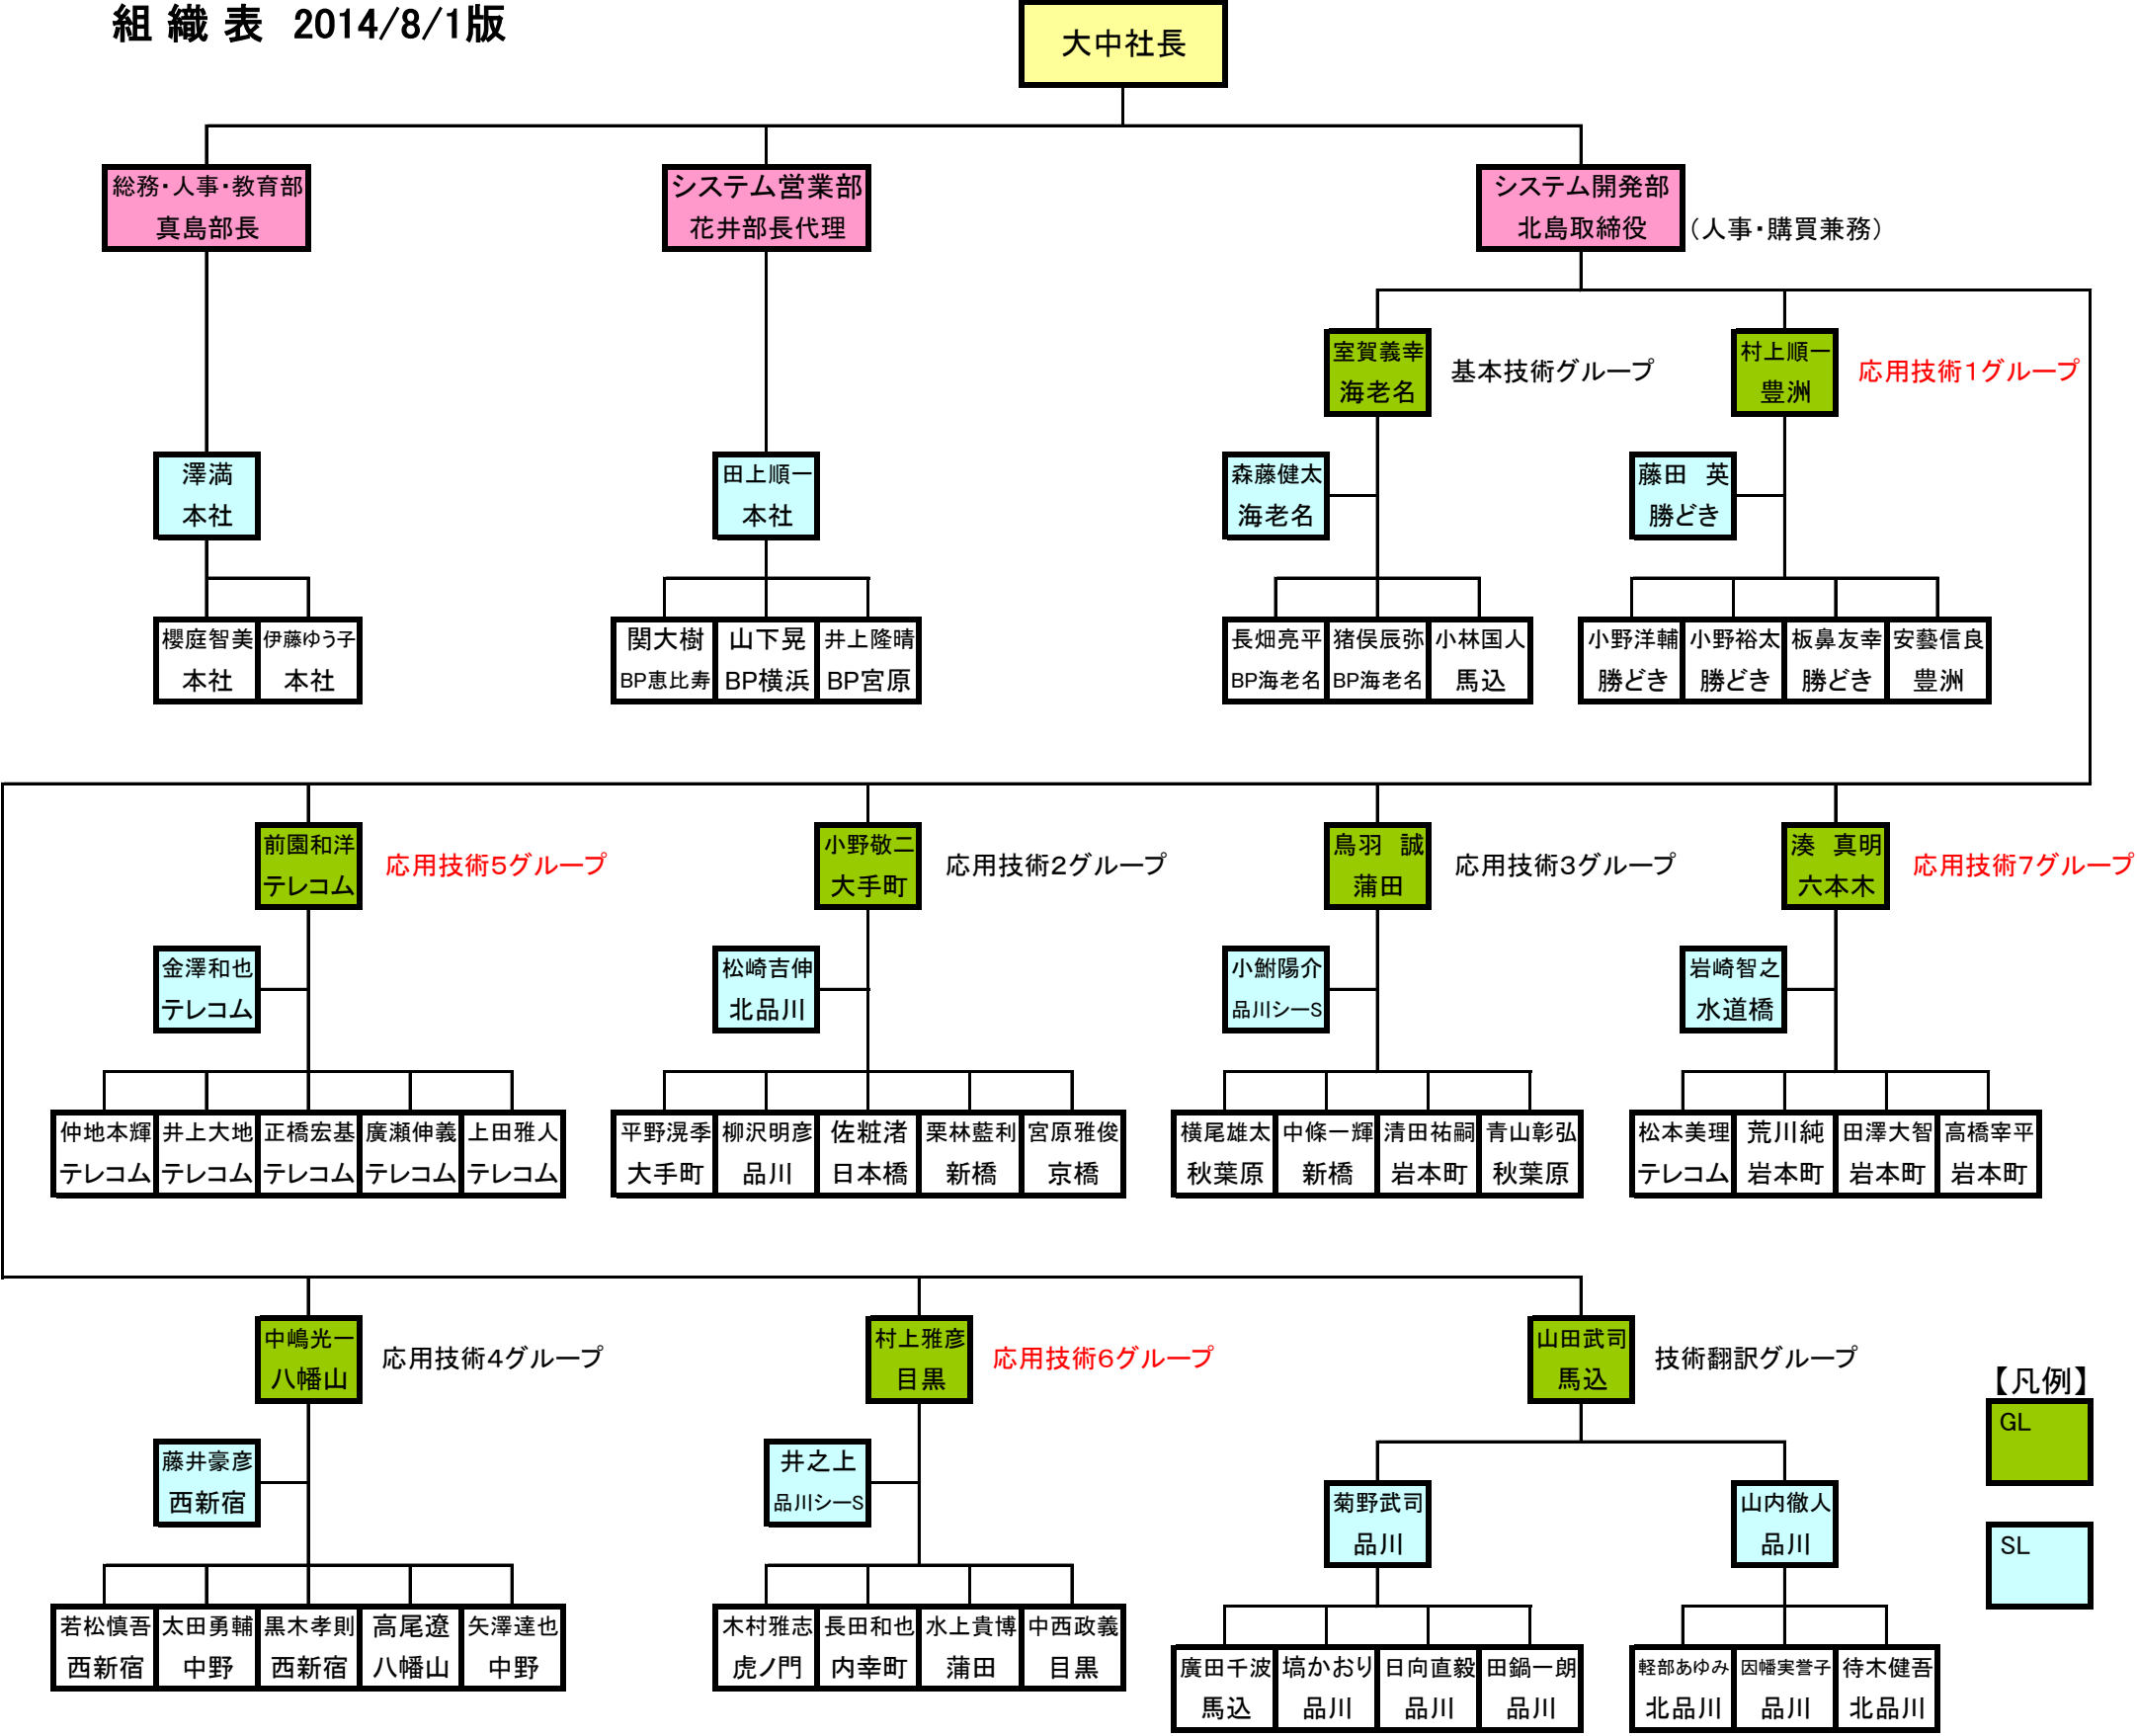 組 織 表 2014/8/1版
大中社長
総務・人事・教育部
真島部長
システム営業部
花井部長代理
システム開発部
北島取締役
（人事・購買兼務）
室賀義幸
海老名
基本技術グループ
村上順一
豊洲
応用技術1グループ
澤満
本社
田上順一
本社
森藤健太
海老名
藤田 英
勝どき
櫻庭智美
本社
伊藤ゆう子
本社
関大樹
BP恵比寿
山下晃
BP横浜
井上隆晴
BP宮原
長畑亮平
BP海老名
猪俣辰弥
BP海老名
小林国人
馬込
小野洋輔
勝どき
小野裕太
勝どき
板鼻友幸
勝どき
安藝信良
豊洲
前園和洋
テレコム
応用技術5グループ
小野敬二
大手町
応用技術2グループ
鳥羽 誠
蒲田
応用技術3グループ
湊 真明
六本木
応用技術7グループ
金澤和也
テレコム
松崎吉伸
北品川
小鮒陽介
品川シーS
岩崎智之
水道橋
仲地本輝
テレコム
井上大地
テレコム
正橋宏基
テレコム
廣瀬伸義
テレコム
上田雅人
テレコム
平野滉季
大手町
柳沢明彦
品川
佐粧渚
日本橋
栗林藍利
新橋
宮原雅俊
京橋
横尾雄太
秋葉原
中條一輝
新橋
清田祐嗣
岩本町
青山彰弘
秋葉原
松本美理
テレコム
荒川純
岩本町
田澤大智
岩本町
高橋宰平
岩本町
中嶋光一
八幡山
応用技術4グループ
村上雅彦
目黒
応用技術6グループ
山田武司
馬込
技術翻訳グループ
【凡例】
GL
藤井豪彦
西新宿
井之上
品川シーS
菊野武司
品川
山内徹人
品川
SL
若松慎吾
西新宿
太田勇輔
中野
黒木孝則
西新宿
高尾遼
八幡山
矢澤達也
中野
木村雅志
虎ノ門
長田和也
内幸町
水上貴博
蒲田
中西政義
目黒
廣田千波
馬込
塙かおり
品川
日向直毅
品川
田鍋一朗
品川
軽部あゆみ
北品川
因幡実誉子
品川
待木健吾
北品川